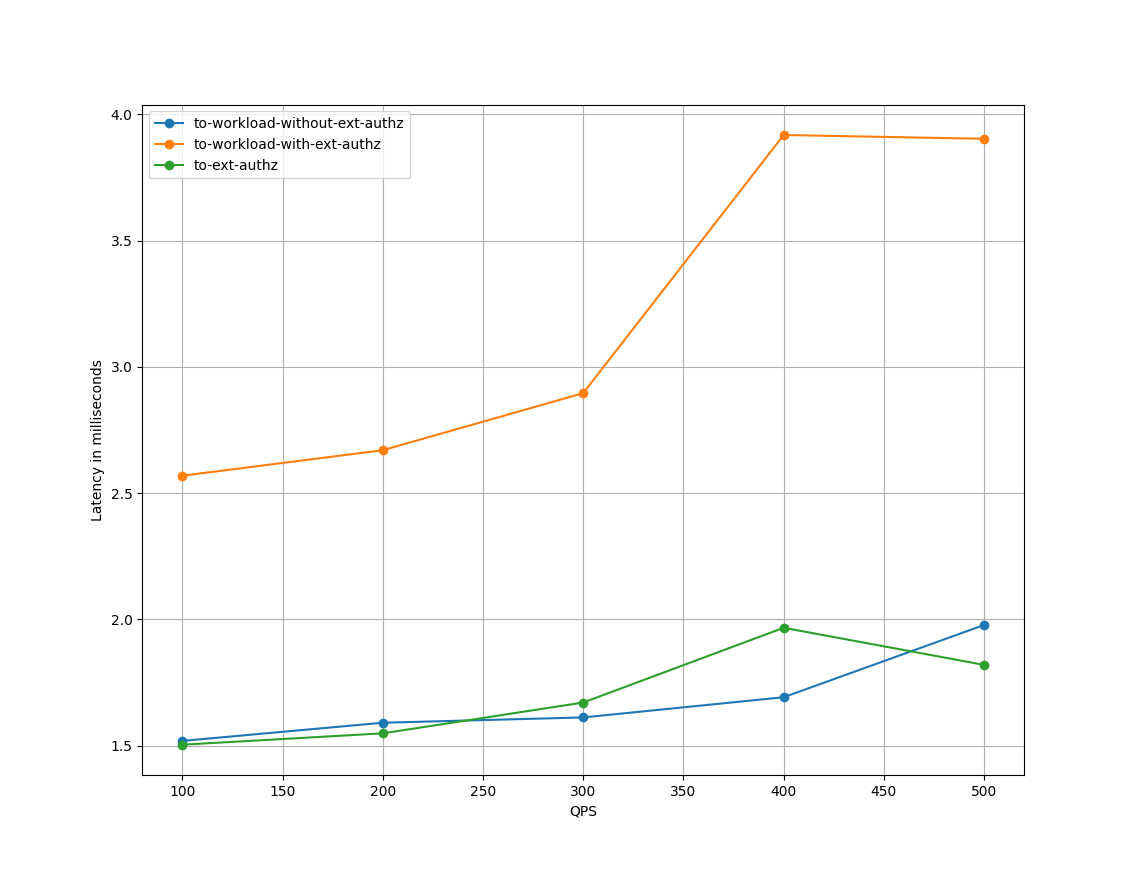 to-workload-without-ext-authz
to-workload-with-ext-authz
to-ext-authz
4.0
3.5
3.0
2.5
2.0
1.5
Latency in milliseconds
100 150 200 250 300 350 400 450 500
QPS